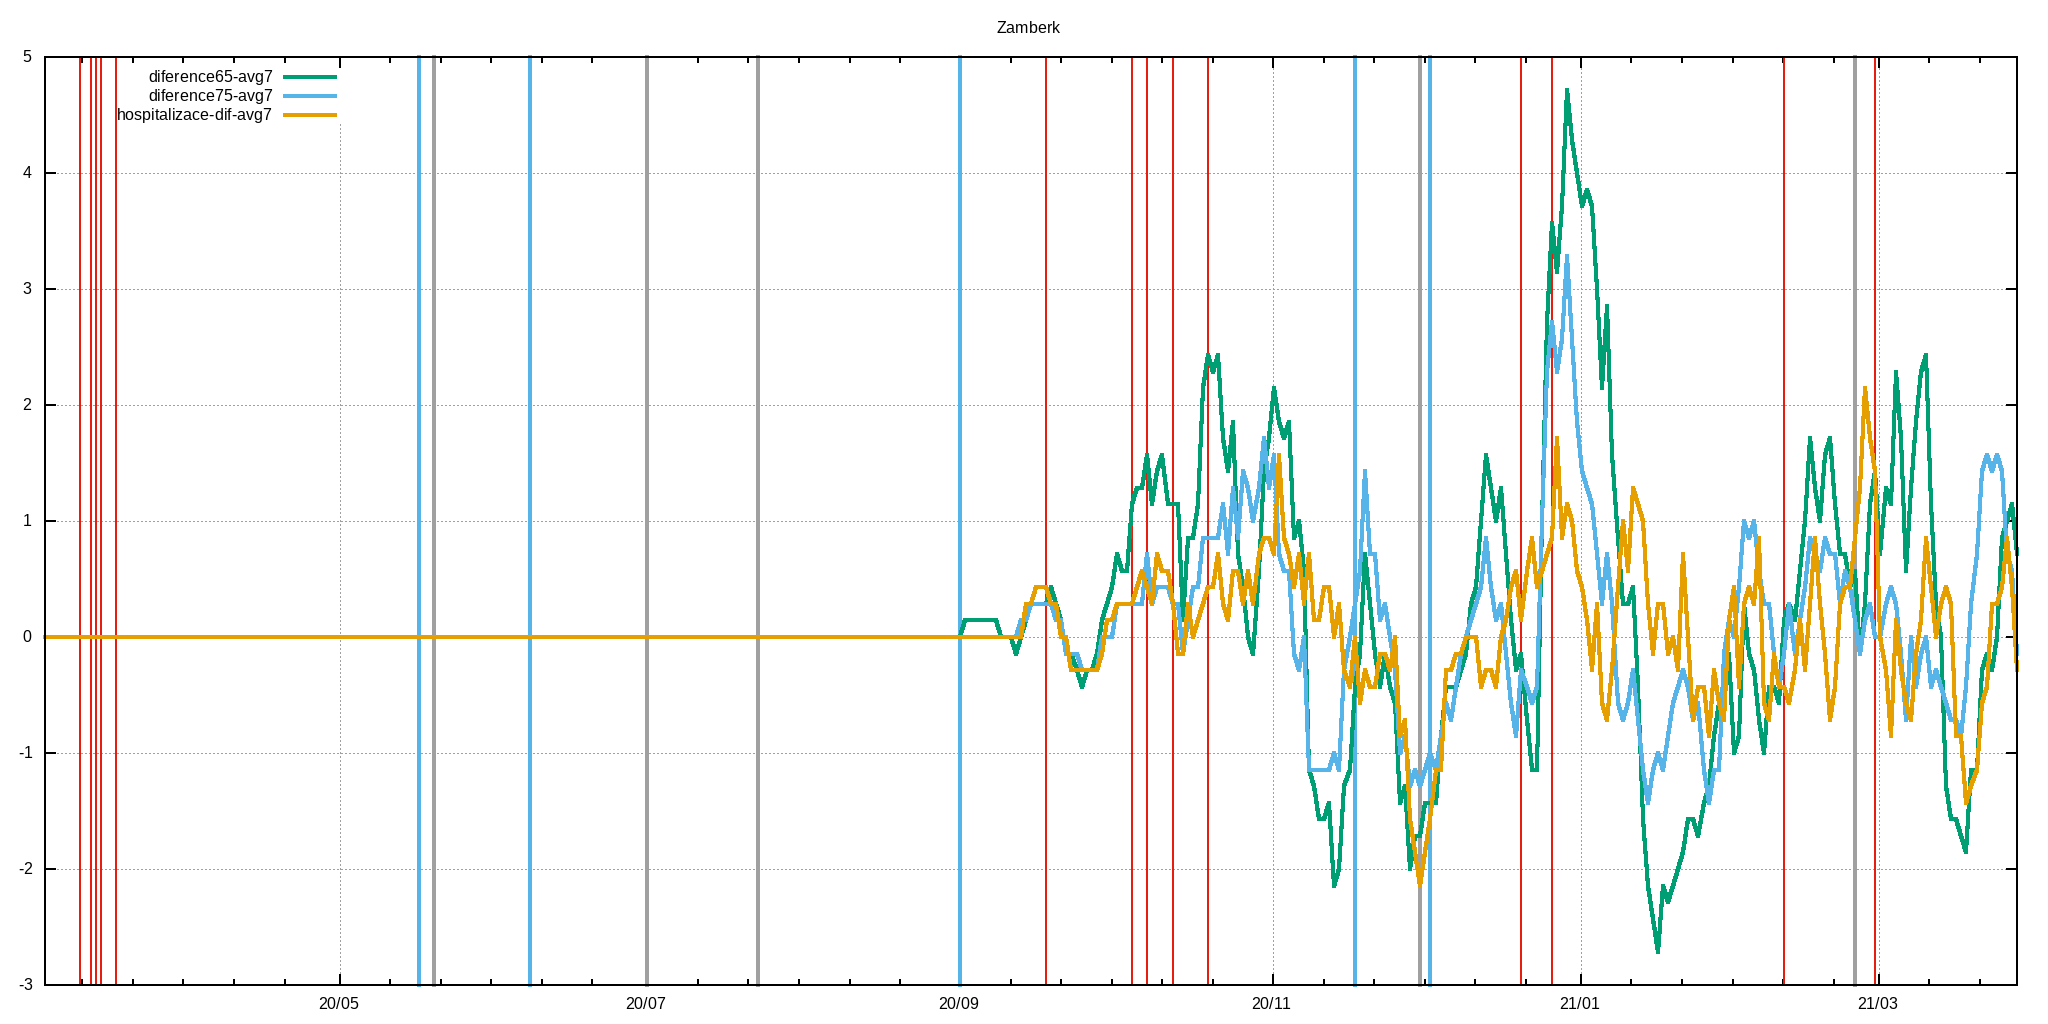 Zamberk
5
diference65-avg7
diference75-avg7
hospitalizace-dif-avg7
4
3
2
1
0
-1
-2
-3
20/05 20/07 20/09 20/11 21/01 21/03